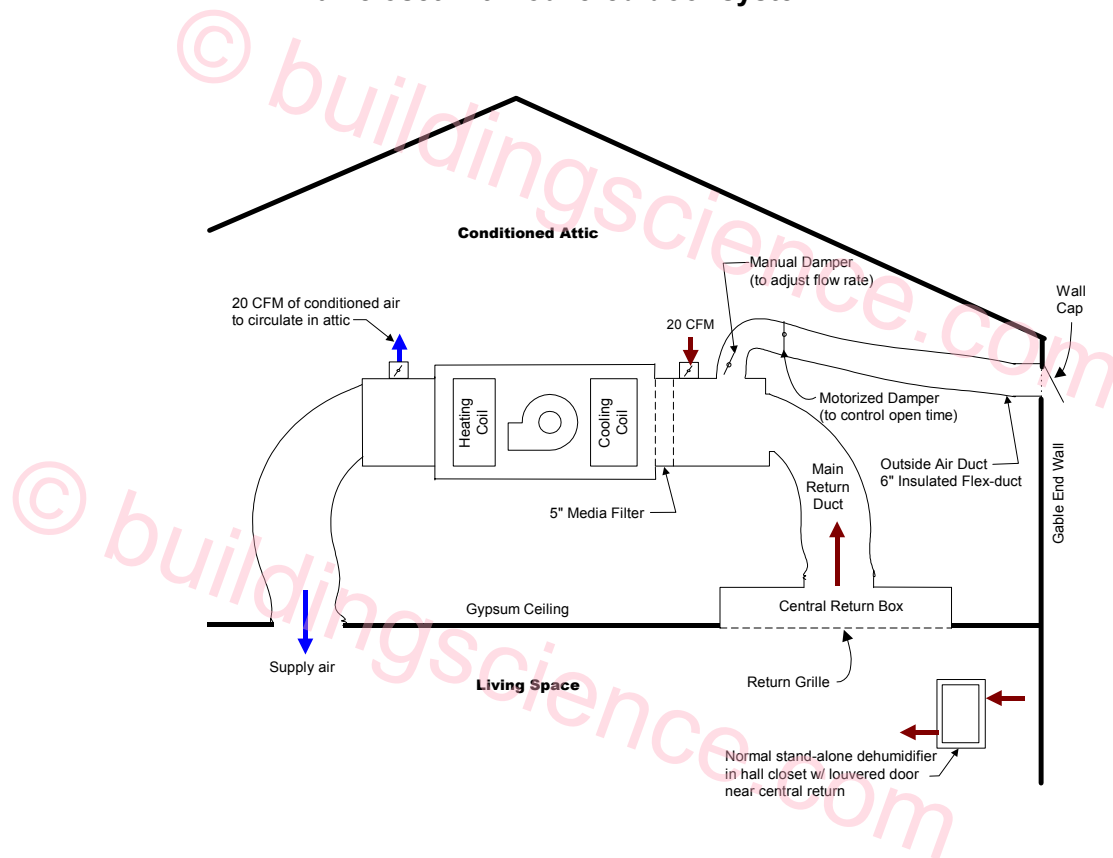 © buildingscience.com
Conditioned Attic
Manual Damper
(to adjust flow rate)
Wall
Cap
20 CFM of conditioned air
to circulate in attic
20 CFM
Heating
Coil
Cooling
Coil
Motorized Damper
(to control open time)
Outside Air Duct
6" Insulated Flex-duct
Gable End Wall
Main
Return
Duct
5" Media Filter
© buildingscience.com
Gypsum Ceiling
Central Return Box
Supply air
Living Space
Return Grille
Normal stand-alone dehumidifier
in hall closet w/ louvered door
near central return